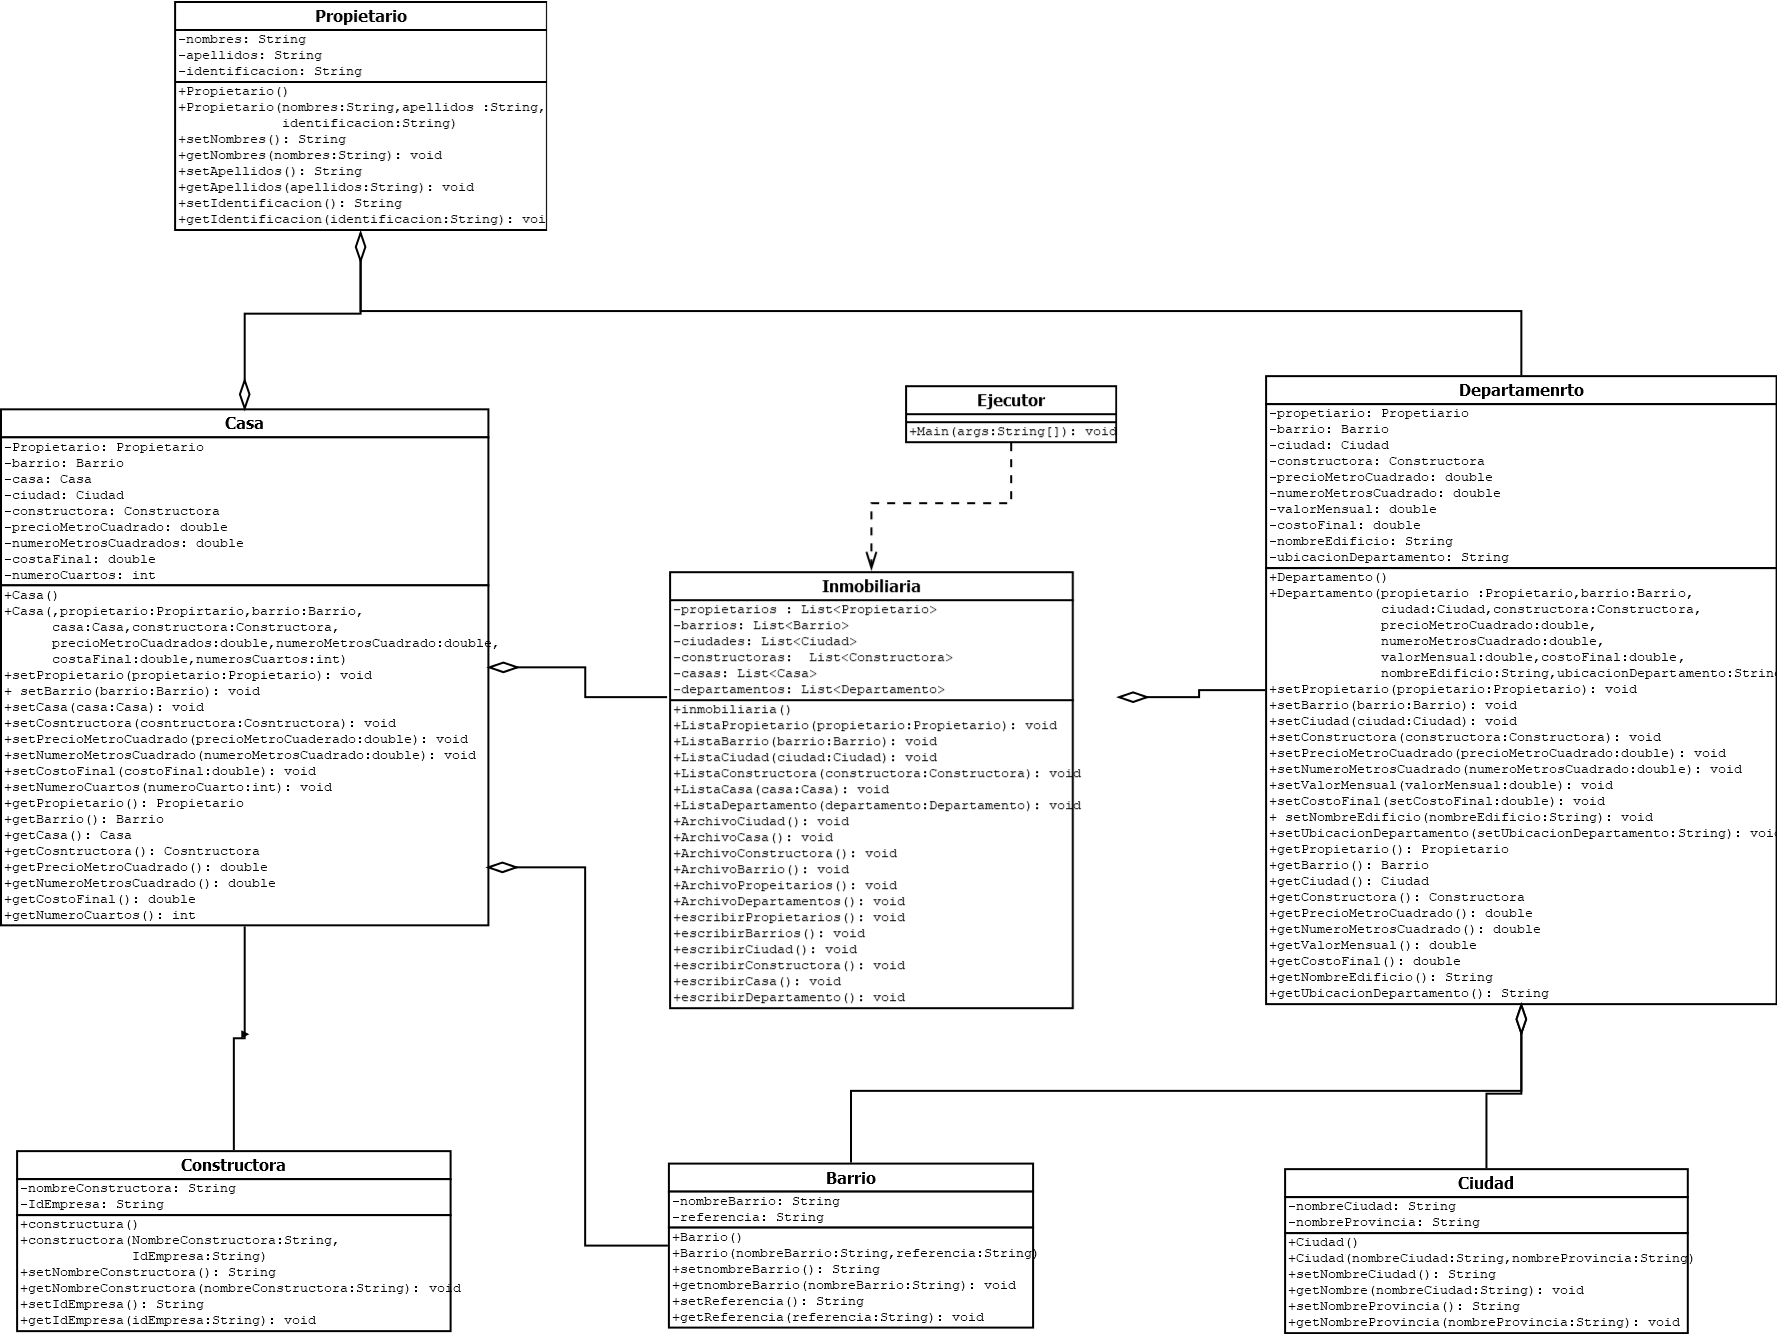 Propietario
-nombres: String
-apellidos: String
-identificacion: String
+Propietario()
+Propietario(nombres:String,apellidos :String,
identificacion:String)
+setNombres(): String
+getNombres(nombres:String): void
+setApellidos(): String
+getApellidos(apellidos:String): void
+setIdentificacion(): String
+getIdentificacion(identificacion:String): voi
Casa
-Propietario: Propietario
-barrio: Barrio
-casa: Casa
-ciudad: Ciudad
-constructora: Constructora
-precioMetroCuadrado: double
-numeroMetrosCuadrados: double
-costaFinal: double
-numeroCuartos: int
+Casa()
+Casa(,propietario:Propirtario,barrio:Barrio,
casa:Casa,constructora:Constructora,
precioMetroCuadrados:double,numeroMetrosCuadrado:double,
costaFinal:double,numerosCuartos:int)
+setPropietario(propietario:Propietario): void
+ setBarrio(barrio:Barrio): void
+setCasa(casa:Casa): void
+setCosntructora(cosntructora:Cosntructora): void
+setPrecioMetroCuadrado(precioMetroCuaderado:double): void
+setNumeroMetrosCuadrado(numeroMetrosCuadrado:double): void
+setCostoFinal(costoFinal:double): void
+setNumeroCuartos(numeroCuarto:int): void
+getPropietario(): Propietario
+getBarrio(): Barrio
+getCasa(): Casa
+getCosntructora(): Cosntructora
+getPrecioMetroCuadrado(): double
+getNumeroMetrosCuadrado(): double
+getCostoFinal(): double
+getNumeroCuartos(): int
Ejecutor
+Main(args:String[]): void
Inmobiliaria
-propietarios : List<Propietario>
-barrios: List<Barrio>
-ciudades: List<Ciudad>
-constructoras:  List<Constructora>
-casas: List<Casa>
-departamentos: List<Departamento>
+inmobiliaria()
+ListaPropietario(propietario:Propietario): void
+ListaBarrio(barrio:Barrio): void
+ListaCiudad(ciudad:Ciudad): void
+ListaConstructora(constructora:Constructora): void
+ListaCasa(casa:Casa): void
+ListaDepartamento(departamento:Departamento): void
+ArchivoCiudad(): void
+ArchivoCasa(): void
+ArchivoConstructora(): void
+ArchivoBarrio(): void
+ArchivoPropeitarios(): void
+ArchivoDepartamentos(): void
+escribirPropietarios(): void
+escribirBarrios(): void
+escribirCiudad(): void
+escribirConstructora(): void
+escribirCasa(): void
+escribirDepartamento(): void
Departamenrto
-propetiario: Propetiario
-barrio: Barrio
-ciudad: Ciudad
-constructora: Constructora
-precioMetroCuadrado: double
-numeroMetrosCuadrado: double
-valorMensual: double
-costoFinal: double
-nombreEdificio: String
-ubicacionDepartamento: String
+Departamento()
+Departamento(propietario :Propietario,barrio:Barrio,
ciudad:Ciudad,constructora:Constructora,
precioMetroCuadrado:double,
numeroMetrosCuadrado:double,
valorMensual:double,costoFinal:double,
nombreEdificio:String,ubicacionDepartamento:String
+setPropietario(propietario:Propietario): void
+setBarrio(barrio:Barrio): void
+setCiudad(ciudad:Ciudad): void
+setConstructora(constructora:Constructora): void
+setPrecioMetroCuadrado(precioMetroCuadrado:double): void
+setNumeroMetrosCuadrado(numeroMetrosCuadrado:double): void
+setValorMensual(valorMensual:double): void
+setCostoFinal(setCostoFinal:double): void
+ setNombreEdificio(nombreEdificio:String): void
+setUbicacionDepartamento(setUbicacionDepartamento:String): void
+getPropietario(): Propietario
+getBarrio(): Barrio
+getCiudad(): Ciudad
+getConstructora(): Constructora
+getPrecioMetroCuadrado(): double
+getNumeroMetrosCuadrado(): double
+getValorMensual(): double
+getCostoFinal(): double
+getNombreEdificio(): String
+getUbicacionDepartamento(): String
Constructora
-nombreConstructora: String
-IdEmpresa: String
+constructura()
+constructora(NombreConstructora:String,
IdEmpresa:String)
+setNombreConstructora(): String
+getNombreConstructora(nombreConstructora:String): void
+setIdEmpresa(): String
+getIdEmpresa(idEmpresa:String): void
Barrio
-nombreBarrio: String
-referencia: String
+Barrio()
+Barrio(nombreBarrio:String,referencia:String)
+setnombreBarrio(): String
+getnombreBarrio(nombreBarrio:String): void
+setReferencia(): String
+getReferencia(referencia:String): void
Ciudad
-nombreCiudad: String
-nombreProvincia: String
+Ciudad()
+Ciudad(nombreCiudad:String,nombreProvincia:String)
+setNombreCiudad(): String
+getNombre(nombreCiudad:String): void
+setNombreProvincia(): String
+getNombreProvincia(nombreProvincia:String): void